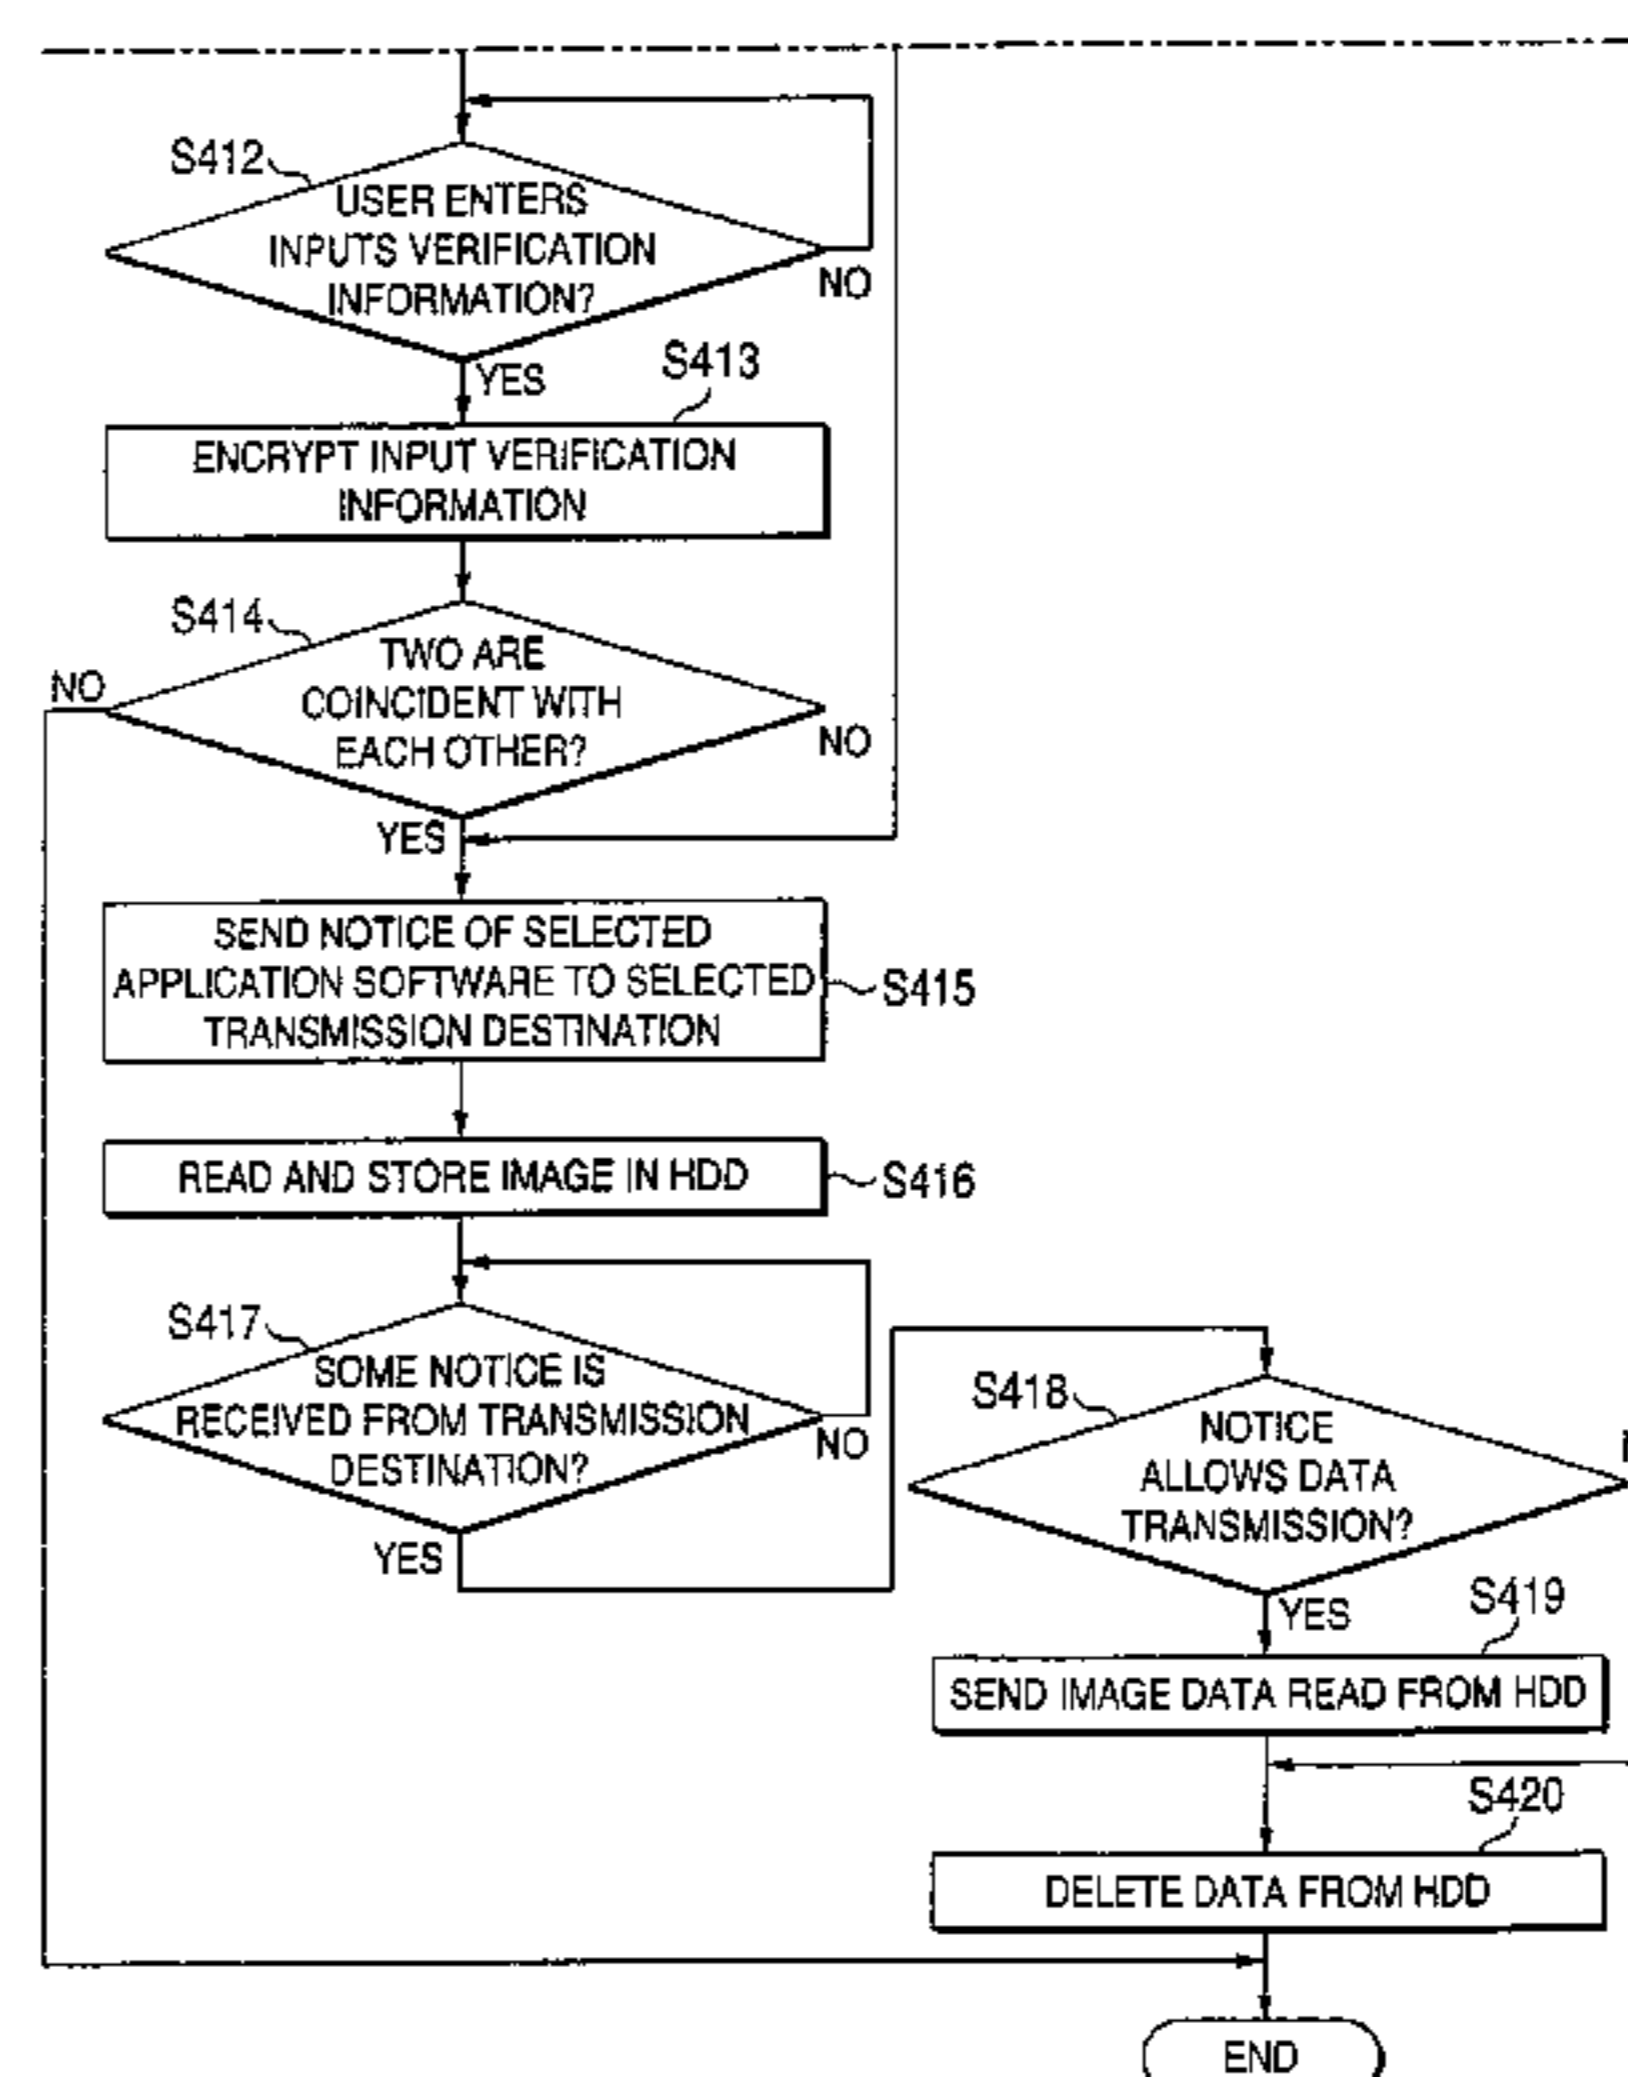 S412
USER ENTERS
INPUTS VERIFICATION
INFORMATION?
NO
YES
S413
ENCRYPT INPUT VERIFICATION
INFORMATION
S414
TWO ARE
COINCIDENT WITH
EACH OTHER?
NO
NO
YES
SEND NOTICE OF SELECTED
APPLICATION SOFTWARE TO SELECTED
TRANSMISSION DESTINATION
S415
READ AND STORE IMAGE IN HDD
S416
S417
SOME NOTICE IS
RECEIVED FROM TRANSMISSION
DESTINATION?
NO
YES
S418
NOTICE
ALLOWS DATA
TRANSMISSION?
YES
S419
SEND IMAGE DATA READ FROM HDD
S420
DELETE DATA FROM HDD
END